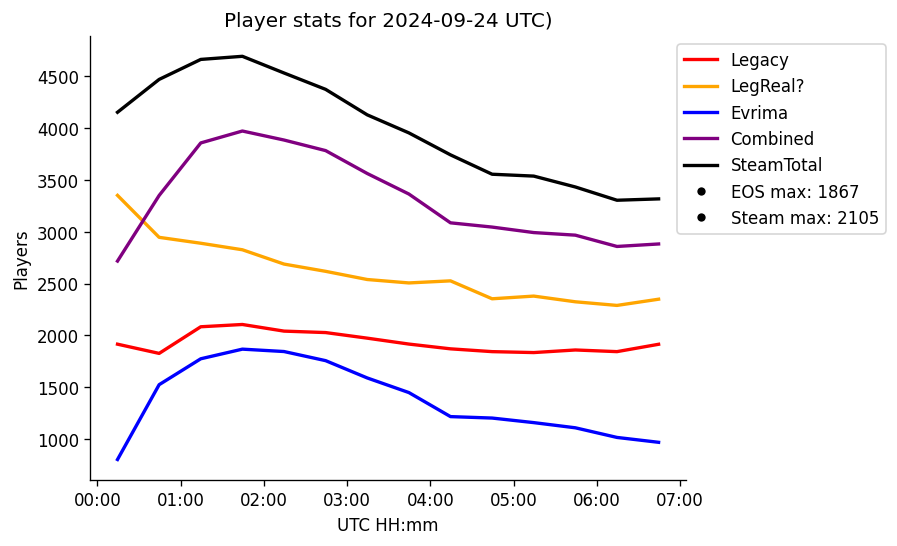 Player stats for 2024-09-24 UTC)
Legacy
LegReal?
Evrima
Combined
SteamTotal
EOS max: 1867
Steam max: 2105
Players
4500
4000
3500
3000
2500
2000
1500
1000
00:00 01:00 02:00 03:00 04:00 05:00 06:00 07:00
UTC HH:mm